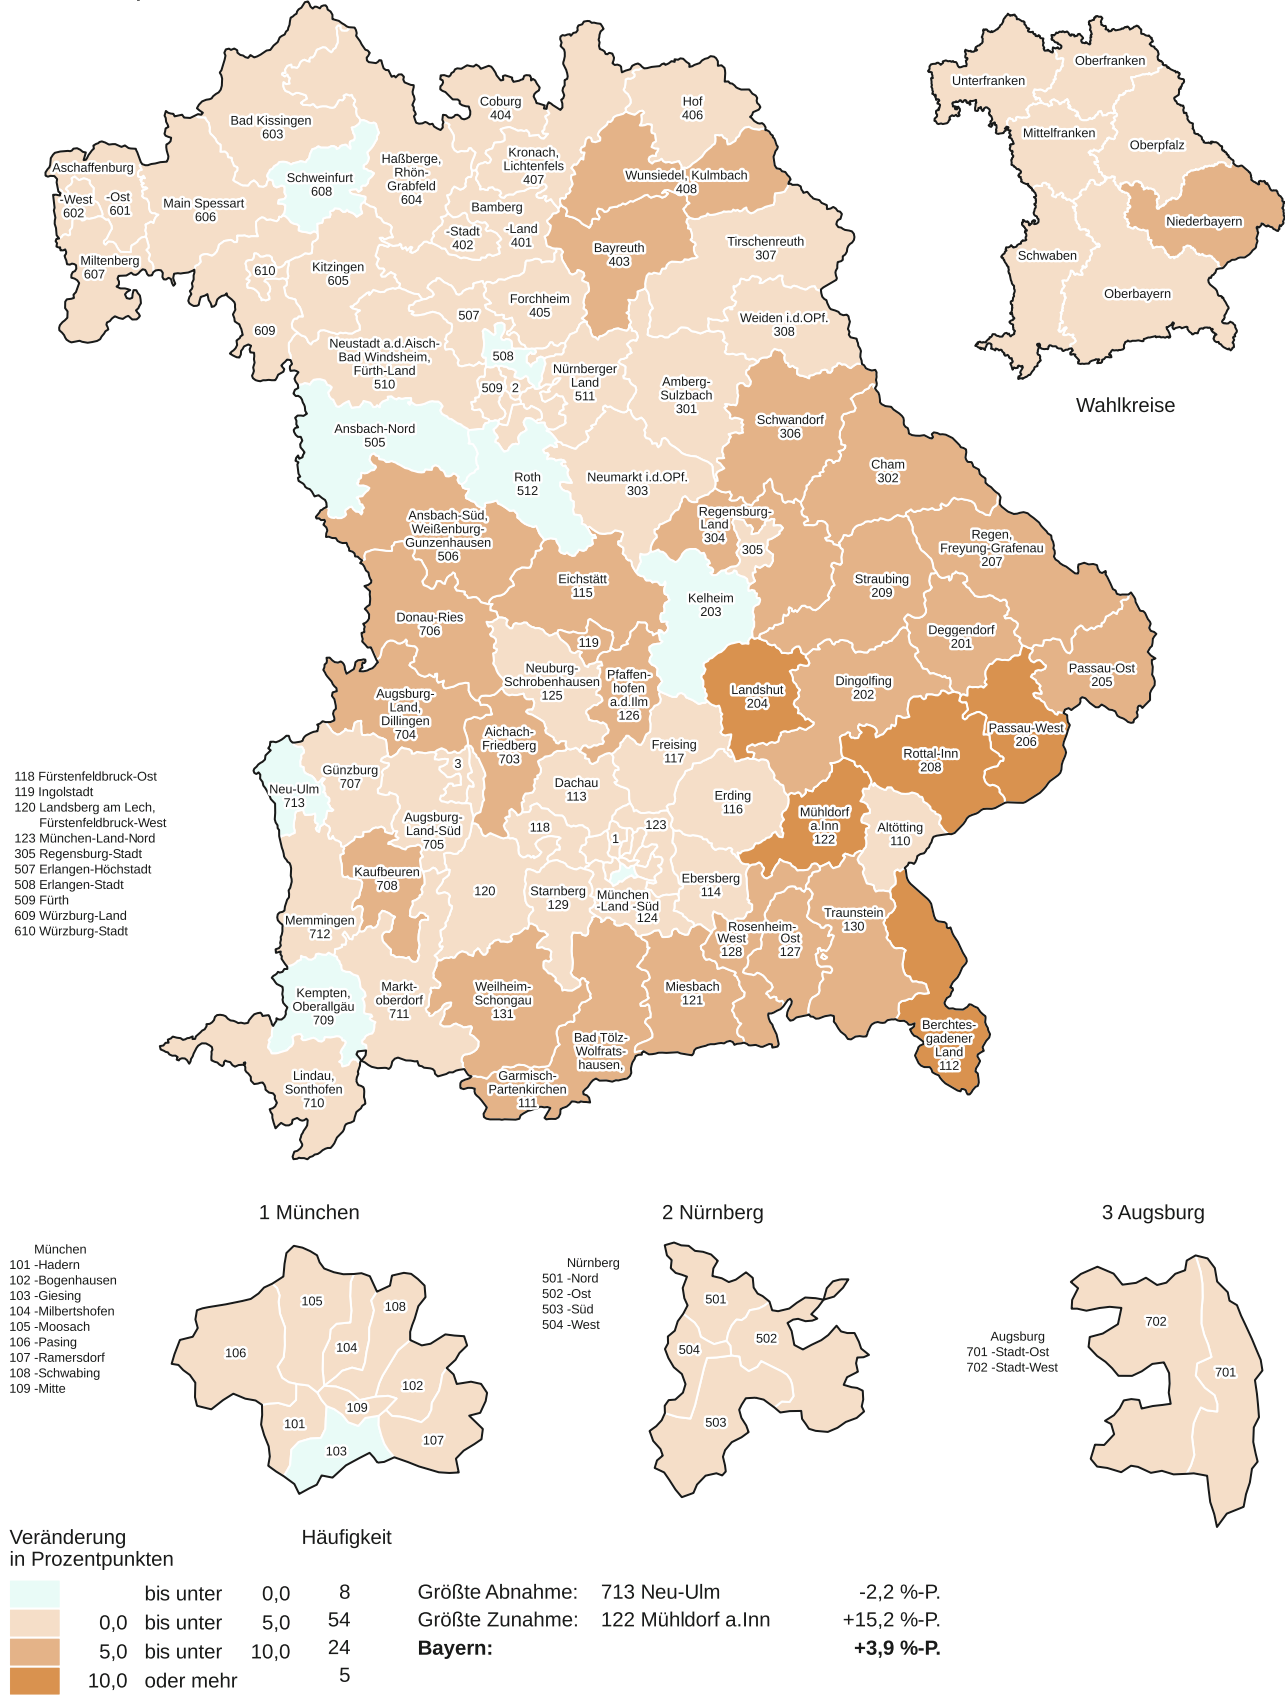 Unterfranken
Oberfranken
Mittelfranken
Oberpfalz
Niederbayern
Schwaben
Oberbayern
Wahlkreise
Coburg
404
Hof
406
Bad Kissingen
603
Kronach,
Lichtenfels
407
Haßberge,
Rhön-
Grabfeld
604
Aschaffenburg
-West
602
-Ost
601
Schweinfurt
608
Wunsiedel, Kulmbach
408
Main Spessart
606
Bamberg
-Stadt
402
-Land
401
Bayreuth
403
Tirschenreuth
307
Miltenberg
607
610
Kitzingen
605
Forchheim
405
507
609
Weiden i.d.OPf.
308
Neustadt a.d.Aisch-
Bad Windsheim,
Fürth-Land
510
508
509
2
Nürnberger
Land
511
Amberg-
Sulzbach
301
Schwandorf
306
Ansbach-Nord
505
Cham
302
Roth
512
Neumarkt i.d.OPf.
303
Ansbach-Süd,
Weißenburg-
Gunzenhausen
506
Regensburg-
Land
304
305
Regen,
Freyung-Grafenau
207
Eichstätt
115
Straubing
209
Kelheim
203
Donau-Ries
706
119
Deggendorf
201
Neuburg-
Schrobenhausen
125
Pfaffen-
hofen
a.d.Ilm
126
Passau-Ost
205
Landshut
204
Dingolfing
202
Augsburg-
Land,
Dillingen
704
Passau-West
206
Aichach-
Friedberg
703
Freising
117
Rottal-Inn
208
3
Günzburg
707
Neu-Ulm
713
Dachau
113
Erding
116
Mühldorf
a.Inn
122
Altötting
110
Augsburg-
Land-Süd
705
118
1
123
Kaufbeuren
708
120
Starnberg
129
Ebersberg
114
München
-Land -Süd
124
Memmingen
712
Traunstein
130
Rosenheim-
West
128
Ost
127
Kempten,
Oberallgäu
709
Markt-
oberdorf
711
Weilheim-
Schongau
131
Miesbach
121
Bad Tölz-
Wolfrats-
hausen,
Garmisch-
Partenkirchen
111
Berchtes-
gadener
Land
112
Lindau,
Sonthofen
710
118 Fürstenfeldbruck-Ost
119 Ingolstadt
120 Landsberg am Lech,
Fürstenfeldbruck-West
123 München-Land-Nord
305 Regensburg-Stadt
507 Erlangen-Höchstadt
508 Erlangen-Stadt
509 Fürth
609 Würzburg-Land
610 Würzburg-Stadt
1 München
München
101 -Hadern
102 -Bogenhausen
103 -Giesing
104 -Milbertshofen
105 -Moosach
106 -Pasing
107 -Ramersdorf
108 -Schwabing
109 -Mitte
105
108
106
104
102
109
101
107
103
2 Nürnberg
Nürnberg
501 -Nord
502 -Ost
503 -Süd
504 -West
501
502
504
503
3 Augsburg
Augsburg
701 -Stadt-Ost
702 -Stadt-West
702
701
Veränderung
in Prozentpunkten
Häufigkeit
bis unter 0,0 8
0,0 bis unter 5,0 54
5,0 bis unter 10,0 24
10,0 oder mehr 5
Größte Abnahme: 713 Neu-Ulm -2,2 %-P.
Größte Zunahme: 122 Mühldorf a.Inn +15,2 %-P.
Bayern: +3,9 %-P.